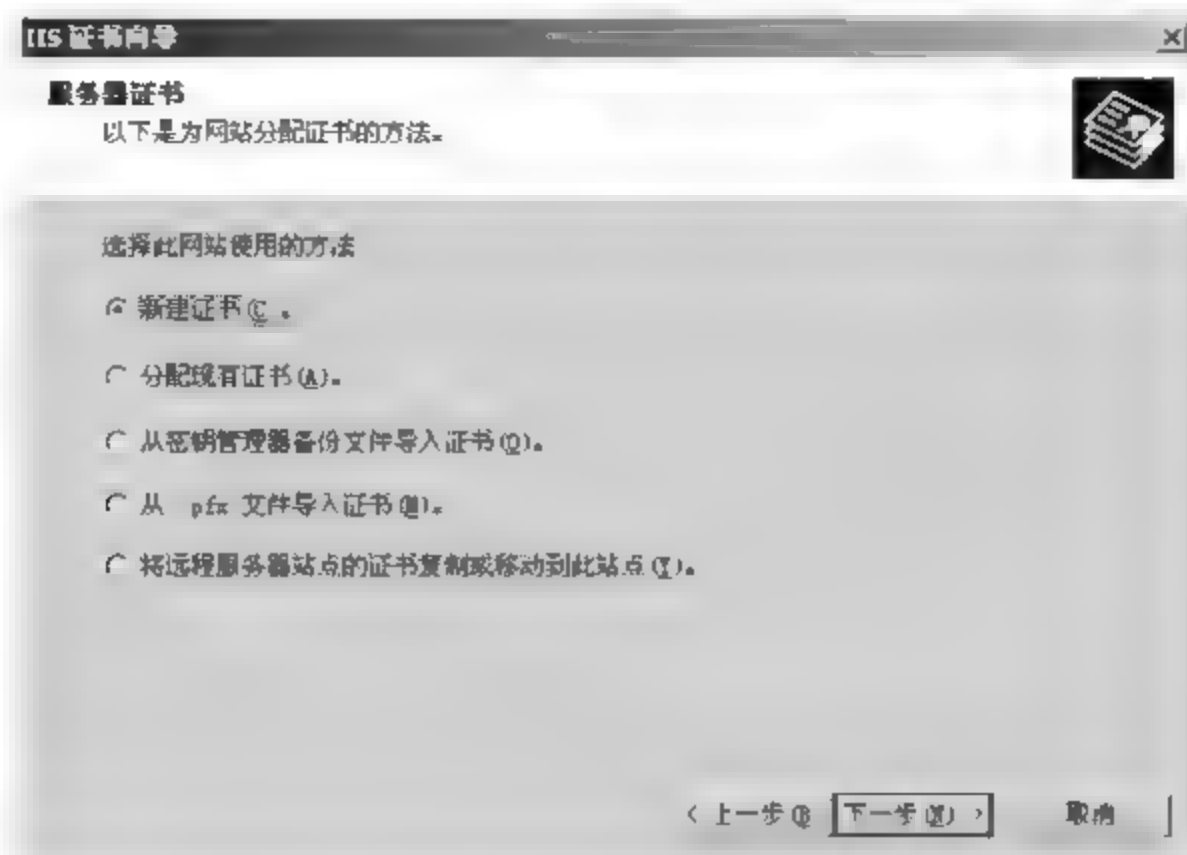 IIS 证书向导
服务器证书
以下是为网站分配证书的方法。
选择此网站使用的方法
新建证书(C 。
分配现有证书(A)。
从密钥管理器备份文件导入证书(O)。
从 pfx 文件导入证书(M)。
将远程服务器站点的证书复制或移动到此站点(Y)。
< 上一步(B 下一步(N) > 取消